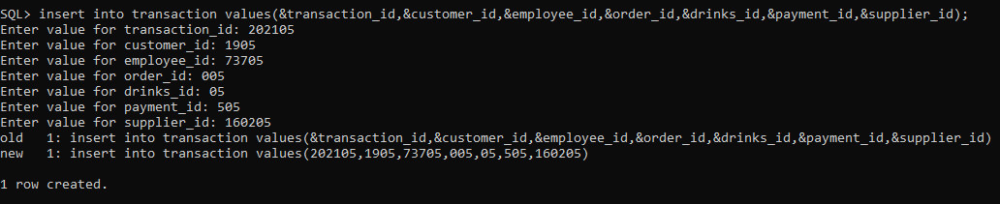 SQL> insert into transaction values(&transaction_id,&customer_id,&employee_id,&order_id,&drinks_id,&payment_id,&supplier_id);
Enter value for transaction_id: 202105
Enter value for customer_id: 1905
Enter value for employee_id: 73705
Enter value for order_id: 005
Enter value for drinks_id: 05
Enter value for payment_id: 505
Enter value for supplier_id: 160205
old   1: insert into transaction values(&transaction_id,&customer_id,&employee_id,&order_id,&drinks_id,&payment_id,&supplier_id)
new   1: insert into transaction values(202105,1905,73705,005,05,505,160205)
1 row created.